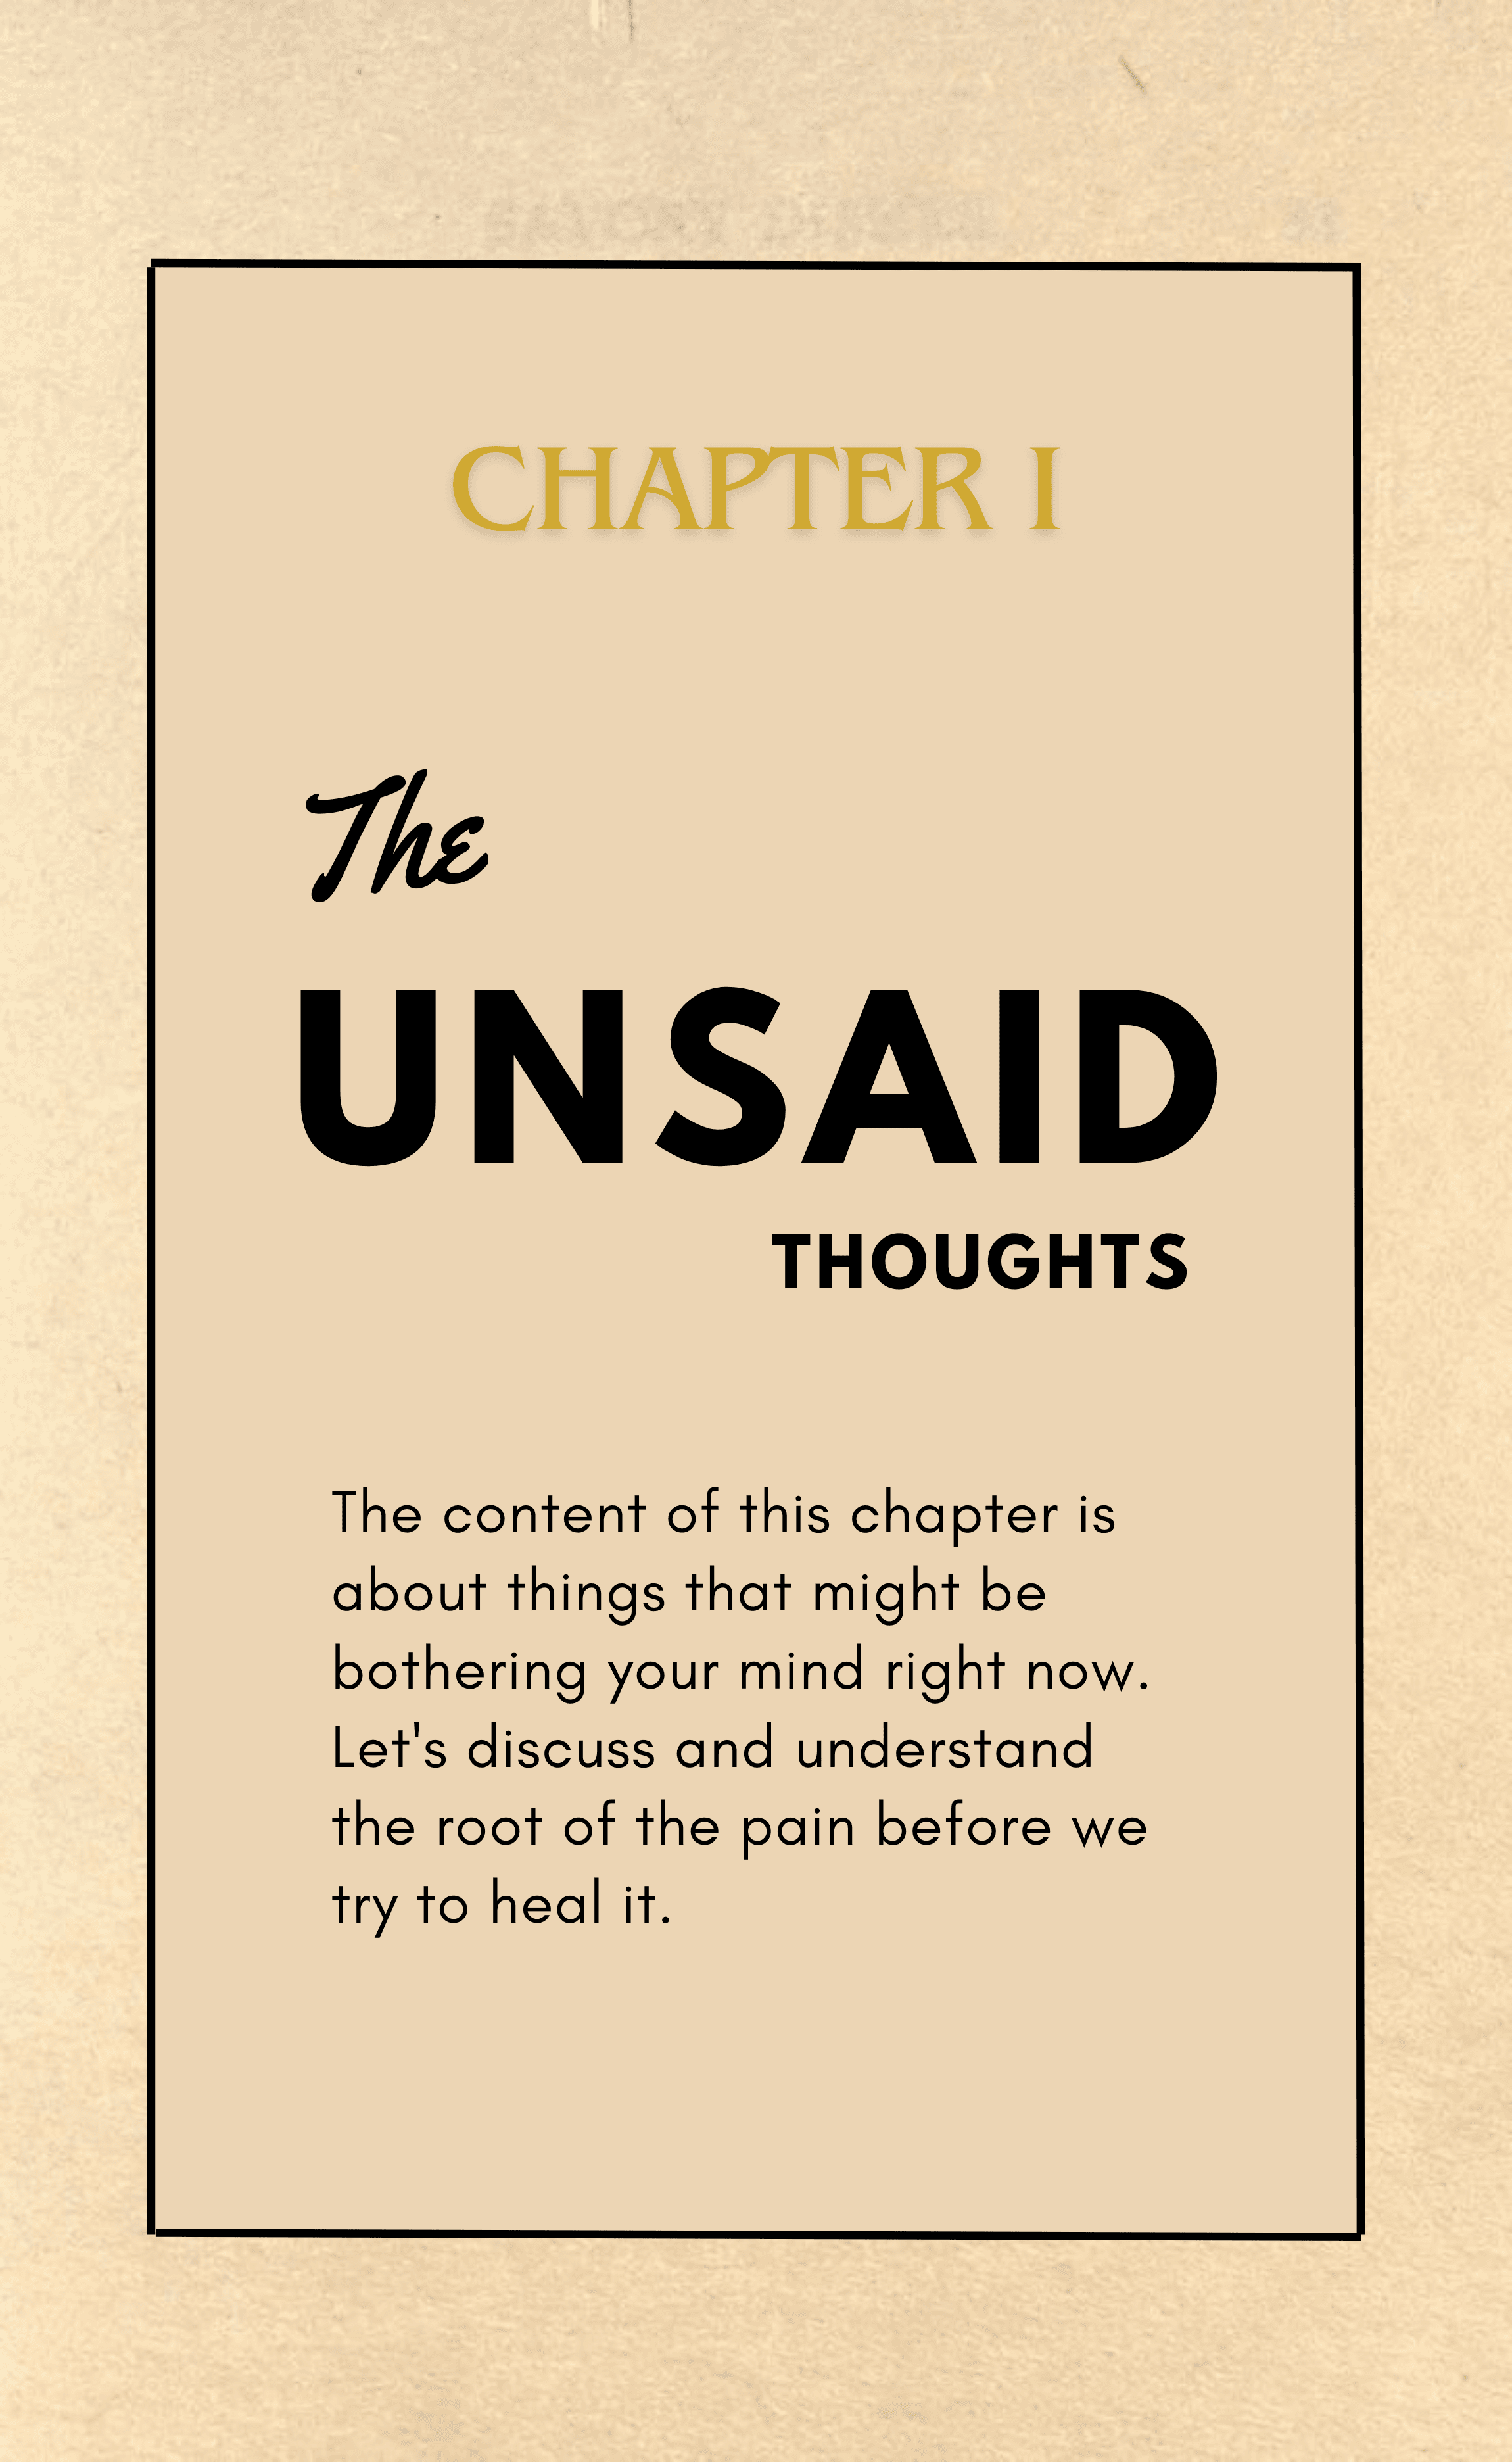 CHAPTER I
The
UNSAID
THOUGHTS
The content of this chapter is
about things that might be
bothering your mind right now.
Let's discuss and understand
the root of the pain before we
try to heal it.